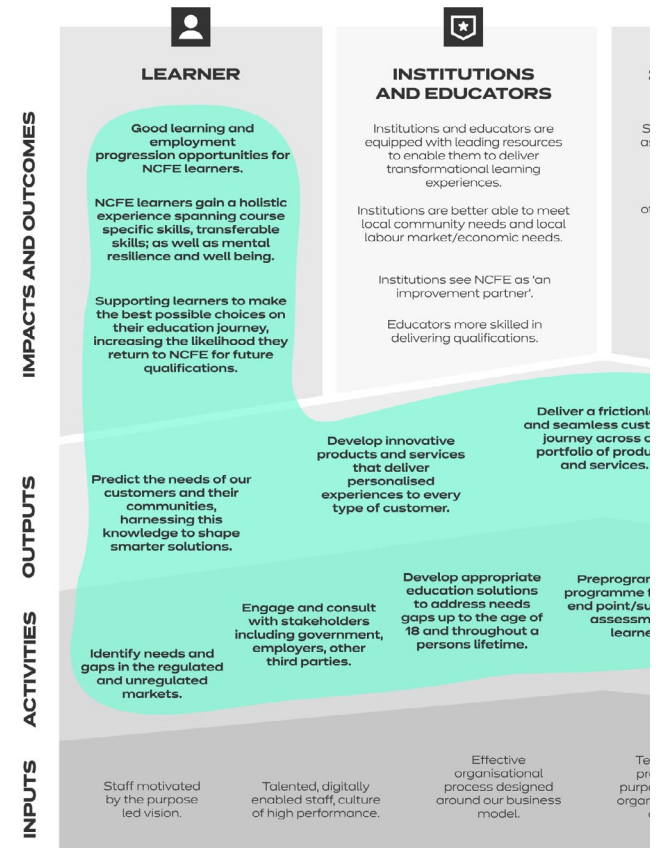 LEARNER
INSTITUTIONS
AND EDUCATORS
IMPACTS AND OUTCOMES
Good learning and
employment
progression opportunities for
NCFE learners.
NCFE learners gain a holistic
experience spanning course
specific skills, transferable
skills; as well as mental
resilience and well being.
Supporting learners to make
the best possible choices on
their education journey,
increasing the likelihood they
return to NCFE for future
qualifications.
Institutions and educators are
equipped with leading resources
to enable them to deliver
transformational learning
experiences.
Institutions are better able to meet
local community needs and local
labour market/economic needs.
Institutions see NCFE as 'an
improvement partner'.
Educators more skilled in
delivering qualifications.
OUTPUTS
Predict the needs of our
customers and their
communities,
harnessing this
knowledge to shape
smarter solutions.
Develop innovative
products and services
that deliver
personalised
experiences to every
type of customer.
Deliver a
and seamless
journey across
portfolio of
and services.
ACTIVITIES
Identify needs and
gaps in the regulated
and unregulated
markets.
Engage and consult
with stakeholders
including government,
employers, other
third parties.
Develop appropriate
education solutions
to address needs
gaps up to the age of
18 and throughout a
persons lifetime.
programme
end point/
INPUTS
Staff motivated
by the purpose
led vision.
Talented, digitally
enabled staff, culture
of high performance.
Effective
organisational
process designed
around our business
model.